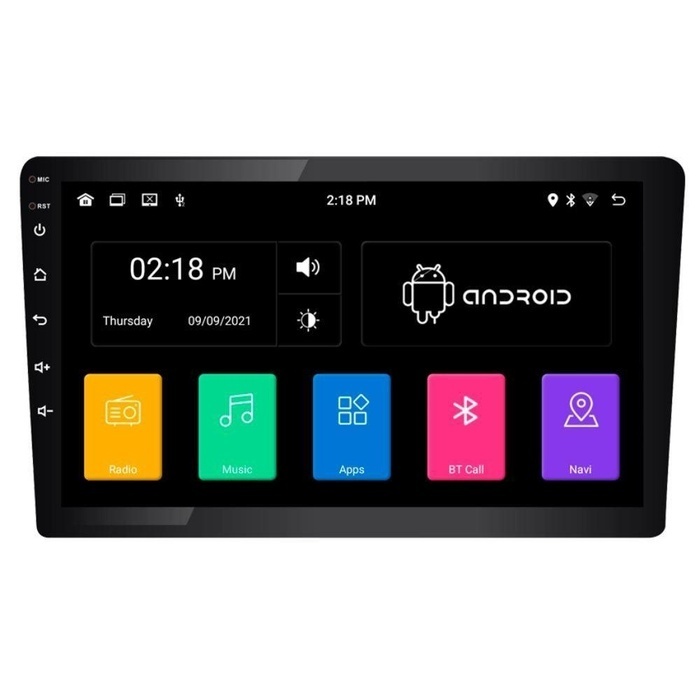 MIC
RST
2:18 PM
02:18 PM
Thursday 09/09/2021
ANDROID
Radio
Music
Apps
BT Call
Navi